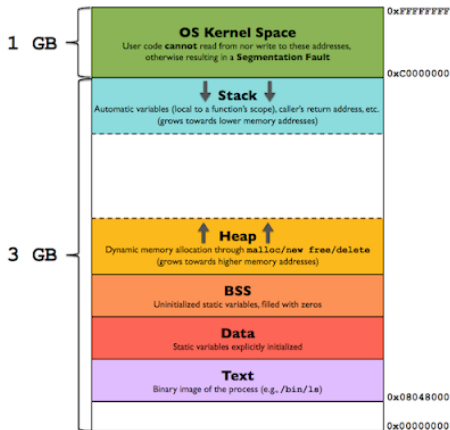 0xFFFFFFFF
1 GB
OS Kernel Space
User code cannot read from nor write to these addresses,
otherwise resulting in a Segmentation Fault
0xC0000000
Stack
Automatic variables (local to a function's scope), caller's return address, etc.
(grows towards lower memory addresses)
3 GB
Heap
Dynamic memory allocation through malloc/new free/delete
(grows towards higher memory addresses)
BSS
Uninitialized static variables, filled with zeros
Data
Static variables explicitly initialized
Text
Binary image of the process (e.g., /bin/ls)
0x08048000
0x00000000